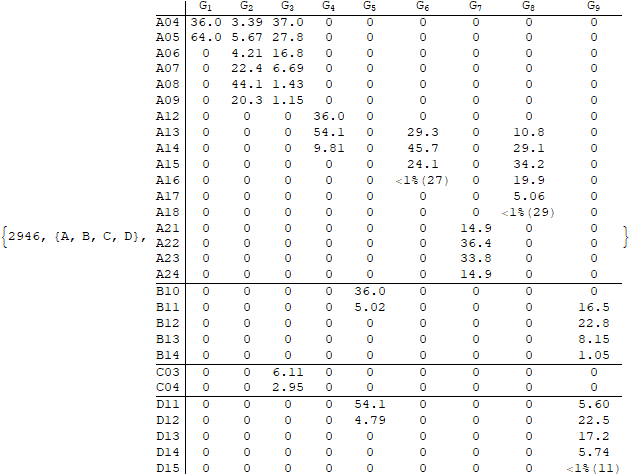 G1 G2 G3 G4 G5 G6 G7 G8 G9
A04 36.0 3.39 37.0 0 0 0 0 0 0
A05 64.0 5.67 27.8 0 0 0 0 0 0
A06 0 4.21 16.8 0 0 0 0 0 0
A07 0 22.4 6.69 0 0 0 0 0 0
A08 0 44.1 1.43 0 0 0 0 0 0
A09 0 20.3 1.15 0 0 0 0 0 0
A12 0 0 0 36.0 0 0 0 0 0
A13 0 0 0 54.1 0 29.3 0 10.8 0
A14 0 0 0 9.81 0 45.7 0 29.1 0
A15 0 0 0 0 0 24.1 0 34.2 0
A16 0 0 0 0 0 <1%(27) 0 19.9 0
A17 0 0 0 0 0 0 0 5.06 0
A18 0 0 0 0 0 0 0 <1%(29) 0
{2946, {A, B, C, D}, A21 0 0 0 0 0 0 14.9 0 0 }
A22 0 0 0 0 0 0 36.4 0 0
A23 0 0 0 0 0 0 33.8 0 0
A24 0 0 0 0 0 0 14.9 0 0
B10 0 0 0 0 36.0 0 0 0 0
B11 0 0 0 0 5.02 0 0 0 16.5
B12 0 0 0 0 0 0 0 0 22.8
B13 0 0 0 0 0 0 0 0 8.15
B14 0 0 0 0 0 0 0 0 1.05
C03 0 0 6.11 0 0 0 0 0 0
C04 0 0 2.95 0 0 0 0 0 0
D11 0 0 0 0 54.1 0 0 0 5.60
D12 0 0 0 0 4.79 0 0 0 22.5
D13 0 0 0 0 0 0 0 0 17.2
D14 0 0 0 0 0 0 0 0 5.74
D15 0 0 0 0 0 0 0 0 <1%(11)